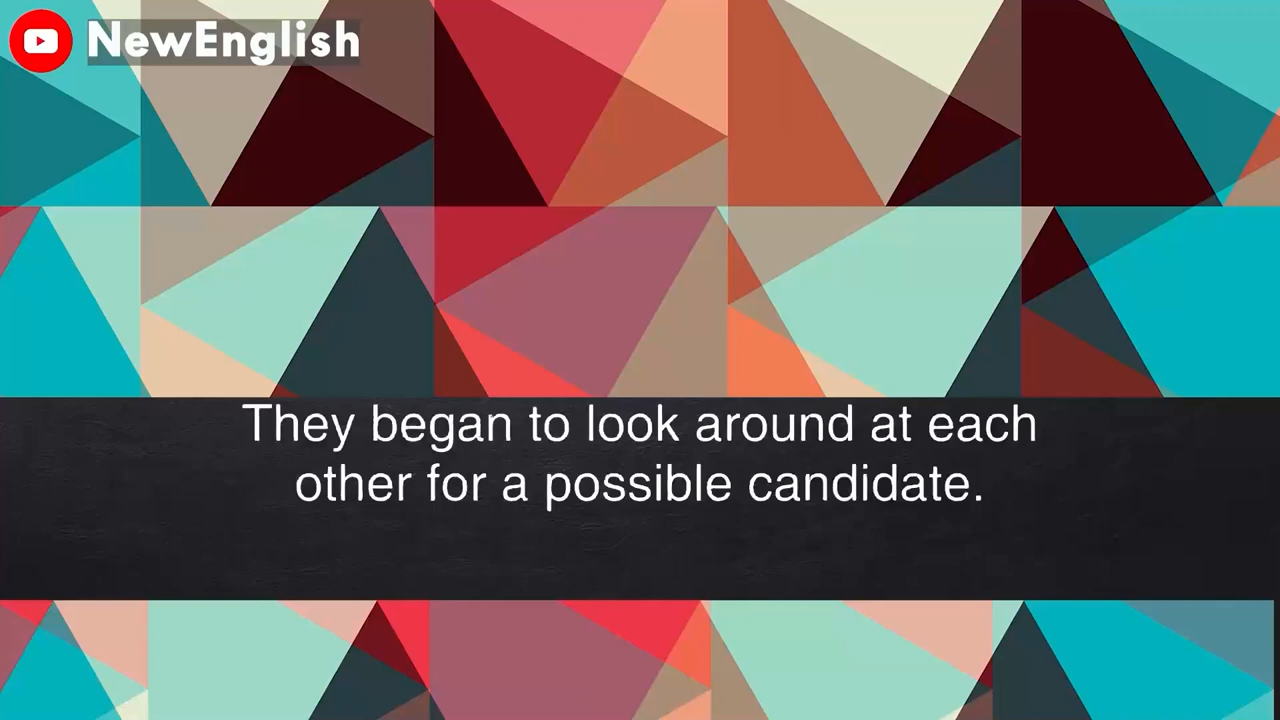 NewEnglish
They began to look around at each
other for a possible candidate.